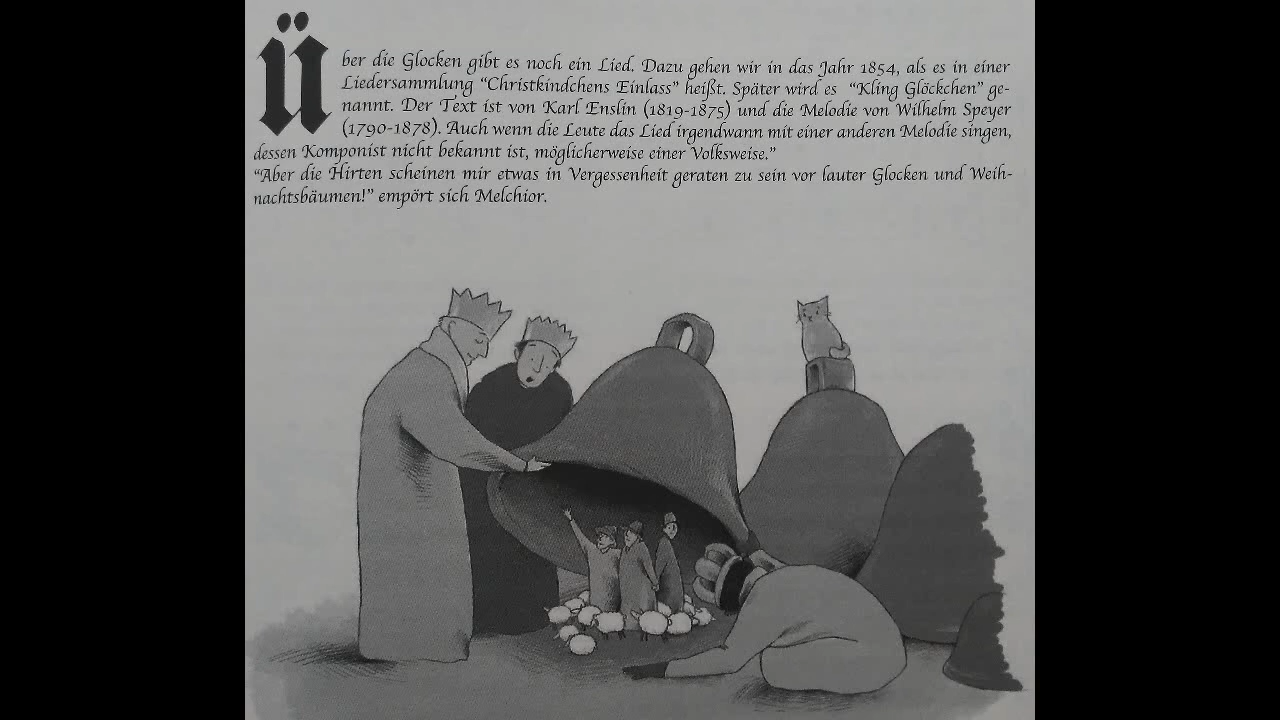 Über die Glocken gibt es noch ein Lied. Dazu gehen wir in das Jahr 1854, als es in einer
Liedersammlung "Christkindchens Einlass" heißt. Später wird es "Kling Glöckchen" ge-
nannt. Der Text ist von Karl Enslin (1819-1875) und die Melodie von Wilhelm Speyer
(1790-1878). Auch wenn die Leute das Lied irgendwann mit einer anderen Melodie singen,
dessen Komponist nicht bekannt ist, möglicherweise einer Volksweise."
"Aber die Hirten scheinen mir etwas in Vergessenheit geraten zu sein vor lauter Glocken und Weih-
nachtsbäumen!" empört sich Melchior.